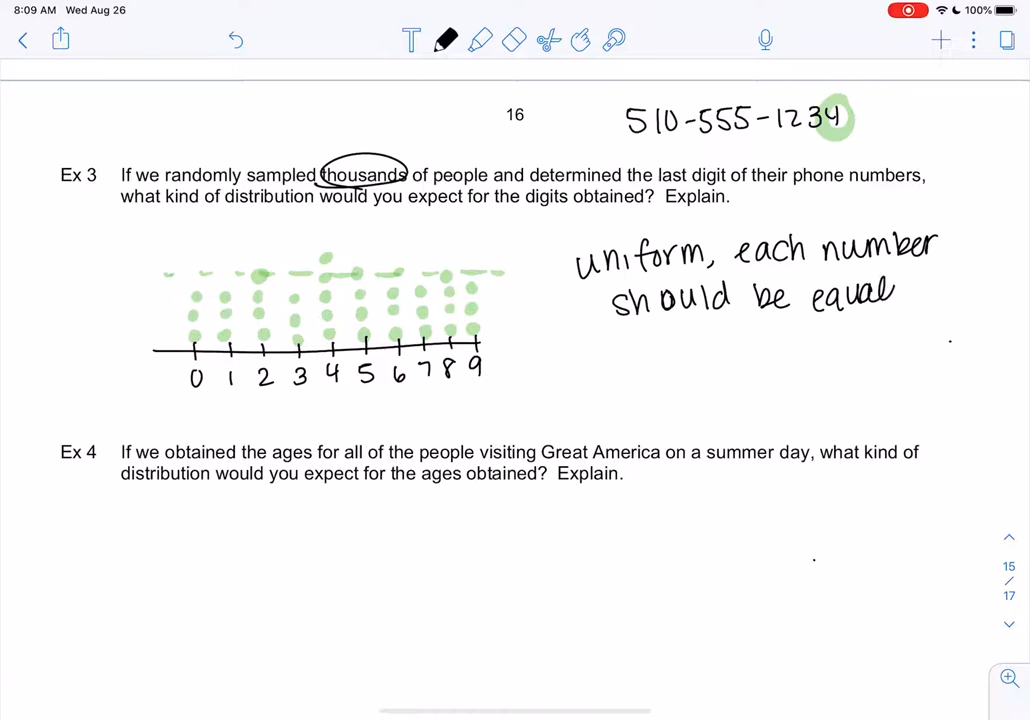 8:09 AM Wed Aug 26
100%
T
16
510-555-1234
Ex 3 If we randomly sampled thousands of people and determined the last digit of their phone numbers,
what kind of distribution would you expect for the digits obtained? Explain.
uniform, each number
should be equal
0 1 2 3 4 5 6 7 8 9
Ex 4 If we obtained the ages for all of the people visiting Great America on a summer day, what kind of
distribution would you expect for the ages obtained? Explain.
15
/
17